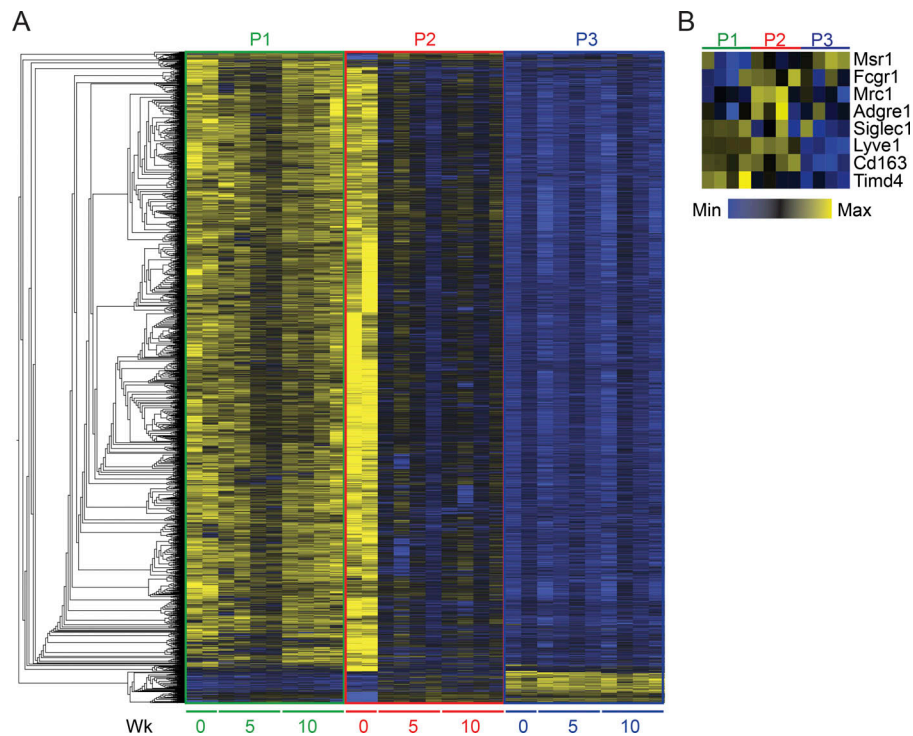 A
P1 P2 P3
Wk 0 5 10 0 5 10 0 5 10
B
P1 P2 P3
Msr1
Fcgr1
Mrc1
Adgre1
Siglec1
Lyve1
Cd163
Timd4
Min Max